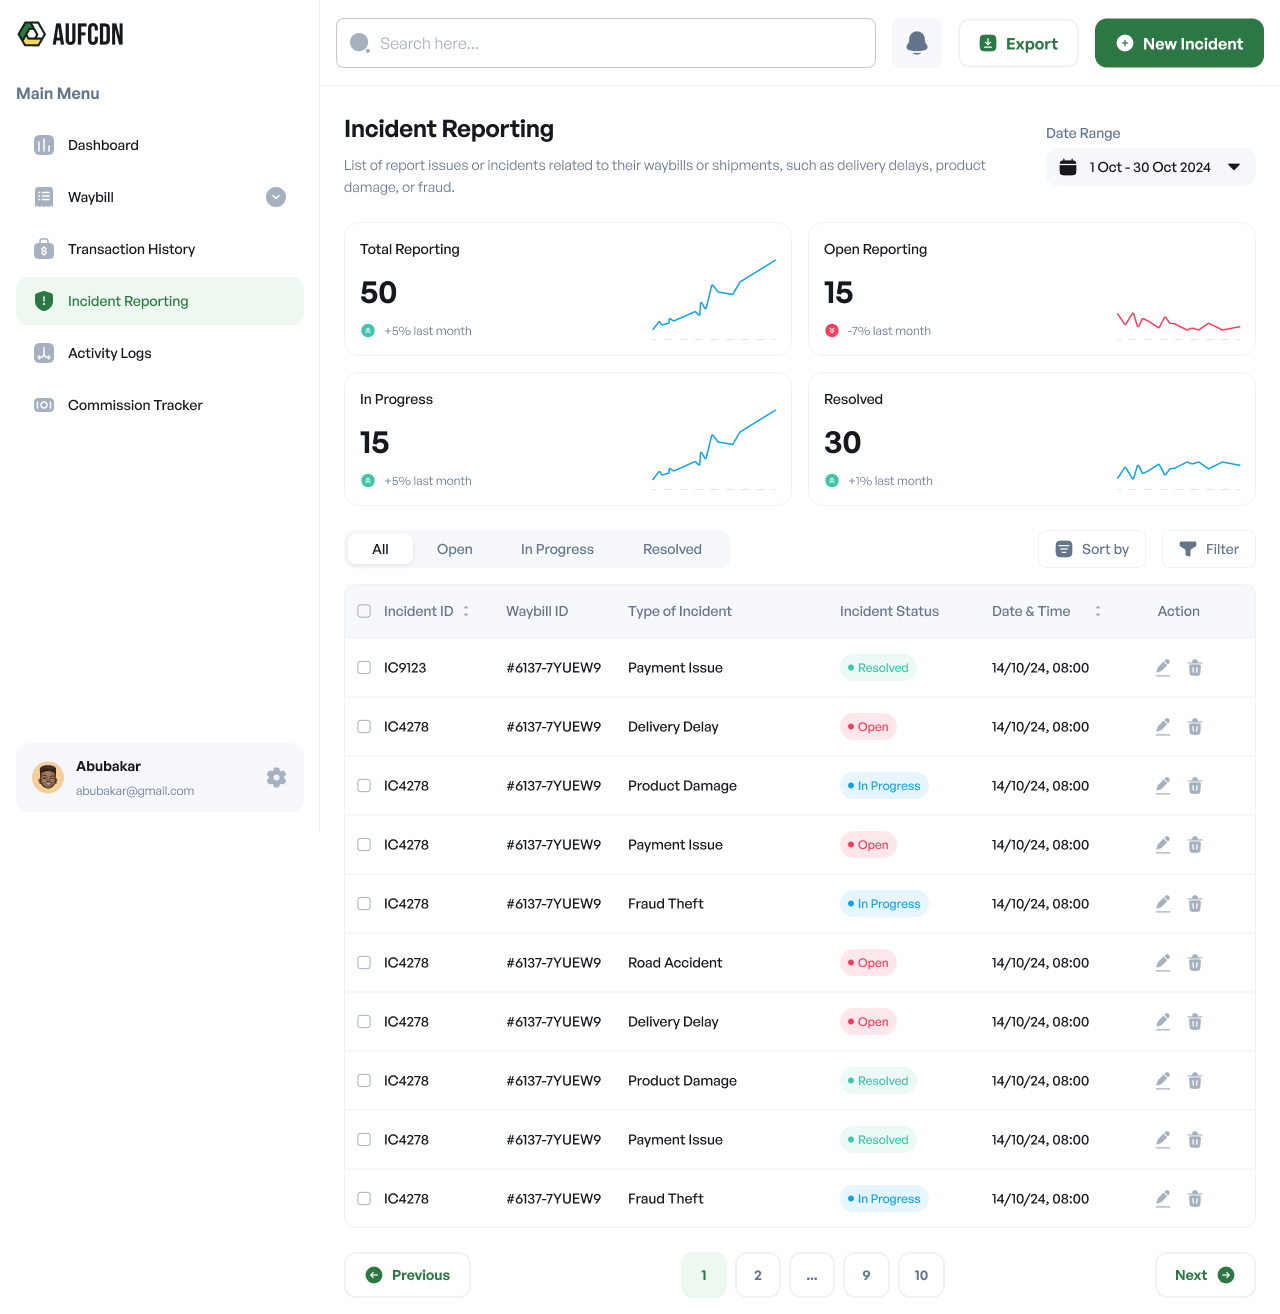 AUFCDN
Main Menu
Dashboard
Waybill
Transaction History
Incident Reporting
Activity Logs
Commission Tracker
Abubakar
abubakar@gmail.com
Search here...
Export
New Incident
Incident Reporting
List of report issues or incidents related to their waybills or shipments, such as delivery delays, product
damage, or fraud.
Date Range
1 Oct - 30 Oct 2024
Total Reporting
50
+5% last month
Open Reporting
15
-7% last month
In Progress
15
+5% last month
Resolved
30
+1% last month
All Open In Progress Resolved
Sort by Filter
Incident ID Waybill ID Type of Incident Incident Status Date & Time Action
IC9123 #6137-7YUEW9 Payment Issue Resolved 14/10/24, 08:00
IC4278 #6137-7YUEW9 Delivery Delay Open 14/10/24, 08:00
IC4278 #6137-7YUEW9 Product Damage In Progress 14/10/24, 08:00
IC4278 #6137-7YUEW9 Payment Issue Open 14/10/24, 08:00
IC4278 #6137-7YUEW9 Fraud Theft In Progress 14/10/24, 08:00
IC4278 #6137-7YUEW9 Road Accident Open 14/10/24, 08:00
IC4278 #6137-7YUEW9 Delivery Delay Open 14/10/24, 08:00
IC4278 #6137-7YUEW9 Product Damage Resolved 14/10/24, 08:00
IC4278 #6137-7YUEW9 Payment Issue Resolved 14/10/24, 08:00
IC4278 #6137-7YUEW9 Fraud Theft In Progress 14/10/24, 08:00
Previous 1 2 ... 9 10 Next